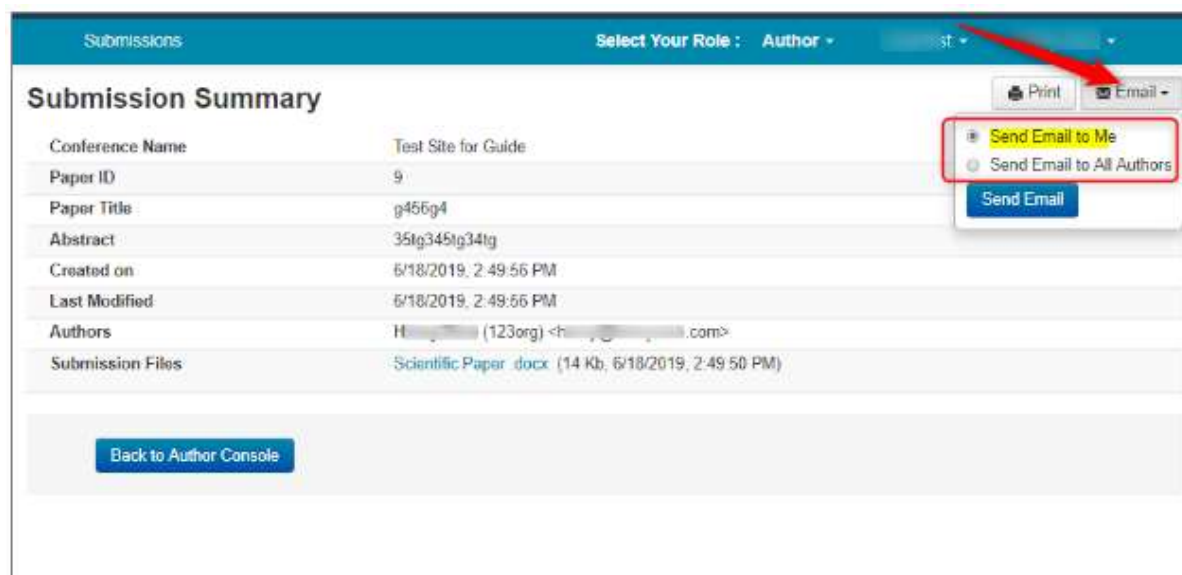 Submissions Select Your Role : Author st
Submission Summary
Print Email
Send Email to Me
Send Email to All Authors
Send Email
Conference Name Test Site for Guide
Paper ID 9
Paper Title g456g4
Abstract 35tg345tg34tg
Created on 6/18/2019, 2:49:56 PM
Last Modified 6/18/2019, 2:49:56 PM
Authors H (123org) <h .com>
Submission Files Scientific Paper .docx (14 Kb, 6/18/2019, 2:49:50 PM)
Back to Author Console